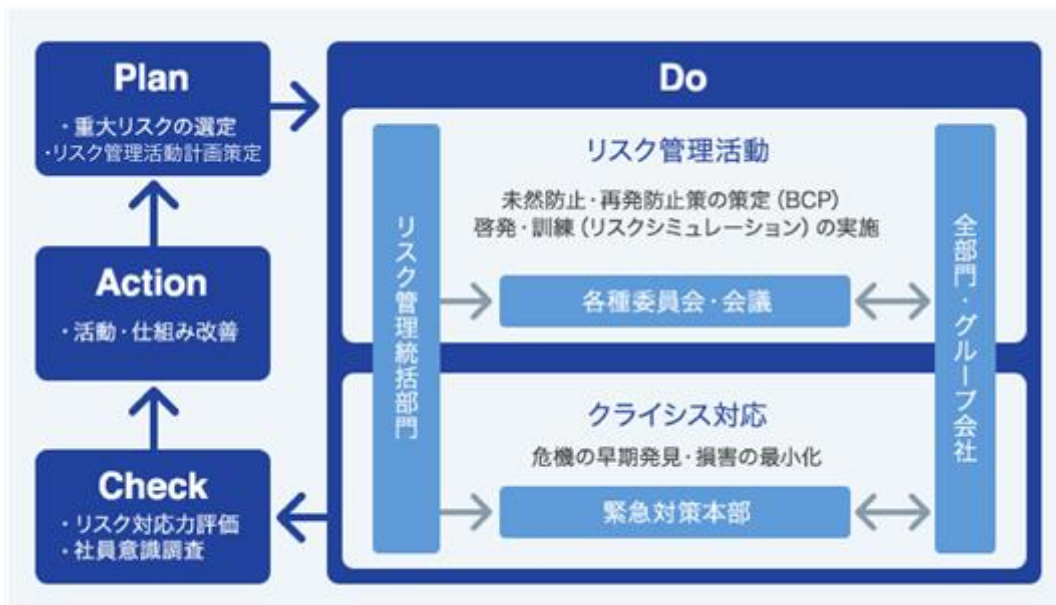 Plan
・重大リスクの選定
・リスク管理活動計画策定
Action
・活動・仕組み改善
Check
・リスク対応力評価
・社員意識調査
Do
リスク管理統括部門
リスク管理活動
未然防止・再発防止策の策定（BCP）
啓発・訓練（リスクシミュレーション）の実施
各種委員会・会議
クライシス対応
危機の早期発見・損害の最小化
緊急対策本部
全部門・グループ会社